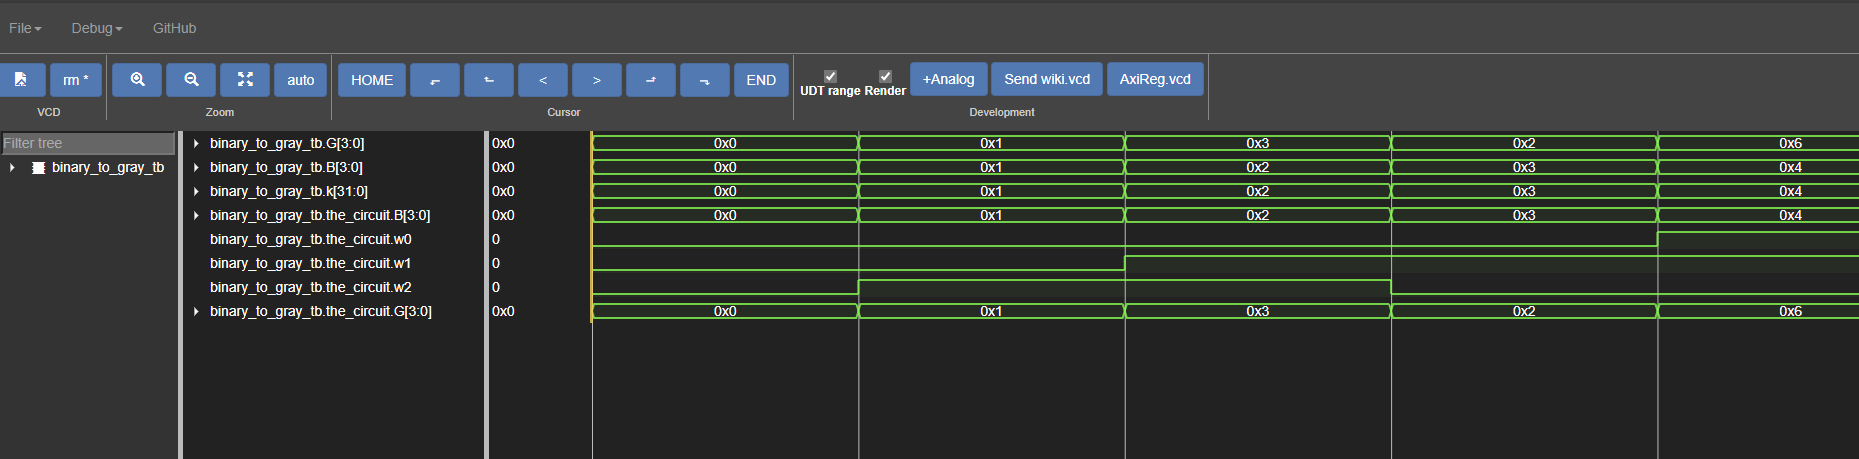 File Debug GitHub
rm * auto HOME < > END UDT range Render +Analog Send wiki.vcd AxiReg.vcd
VCD Zoom Cursor Development
Filter tree
binary_to_gray_tb
binary_to_gray_tb.G[3:0] 0x0 0x0 0x1 0x3 0x2 0x6
binary_to_gray_tb.B[3:0] 0x0 0x0 0x1 0x2 0x3 0x4
binary_to_gray_tb.k[31:0] 0x0 0x0 0x1 0x2 0x3 0x4
binary_to_gray_tb.the_circuit.B[3:0] 0x0 0x0 0x1 0x2 0x3 0x4
binary_to_gray_tb.the_circuit.w0 0
binary_to_gray_tb.the_circuit.w1 0
binary_to_gray_tb.the_circuit.w2 0
binary_to_gray_tb.the_circuit.G[3:0] 0x0 0x0 0x1 0x3 0x2 0x6